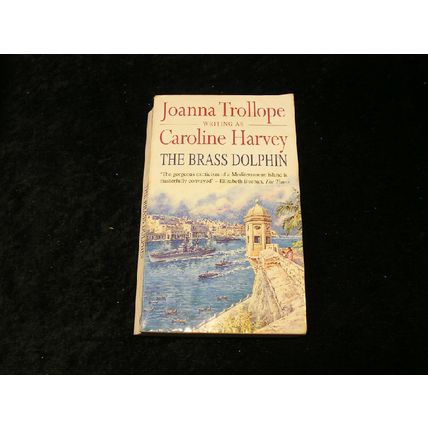 Joanna Trollope
WRITING AS
Caroline Harvey
THE BRASS DOLPHIN
'The gorgeous exoticism of a Mediterranean island is
masterfully conveyed' – Elizabeth Buchan, The Times